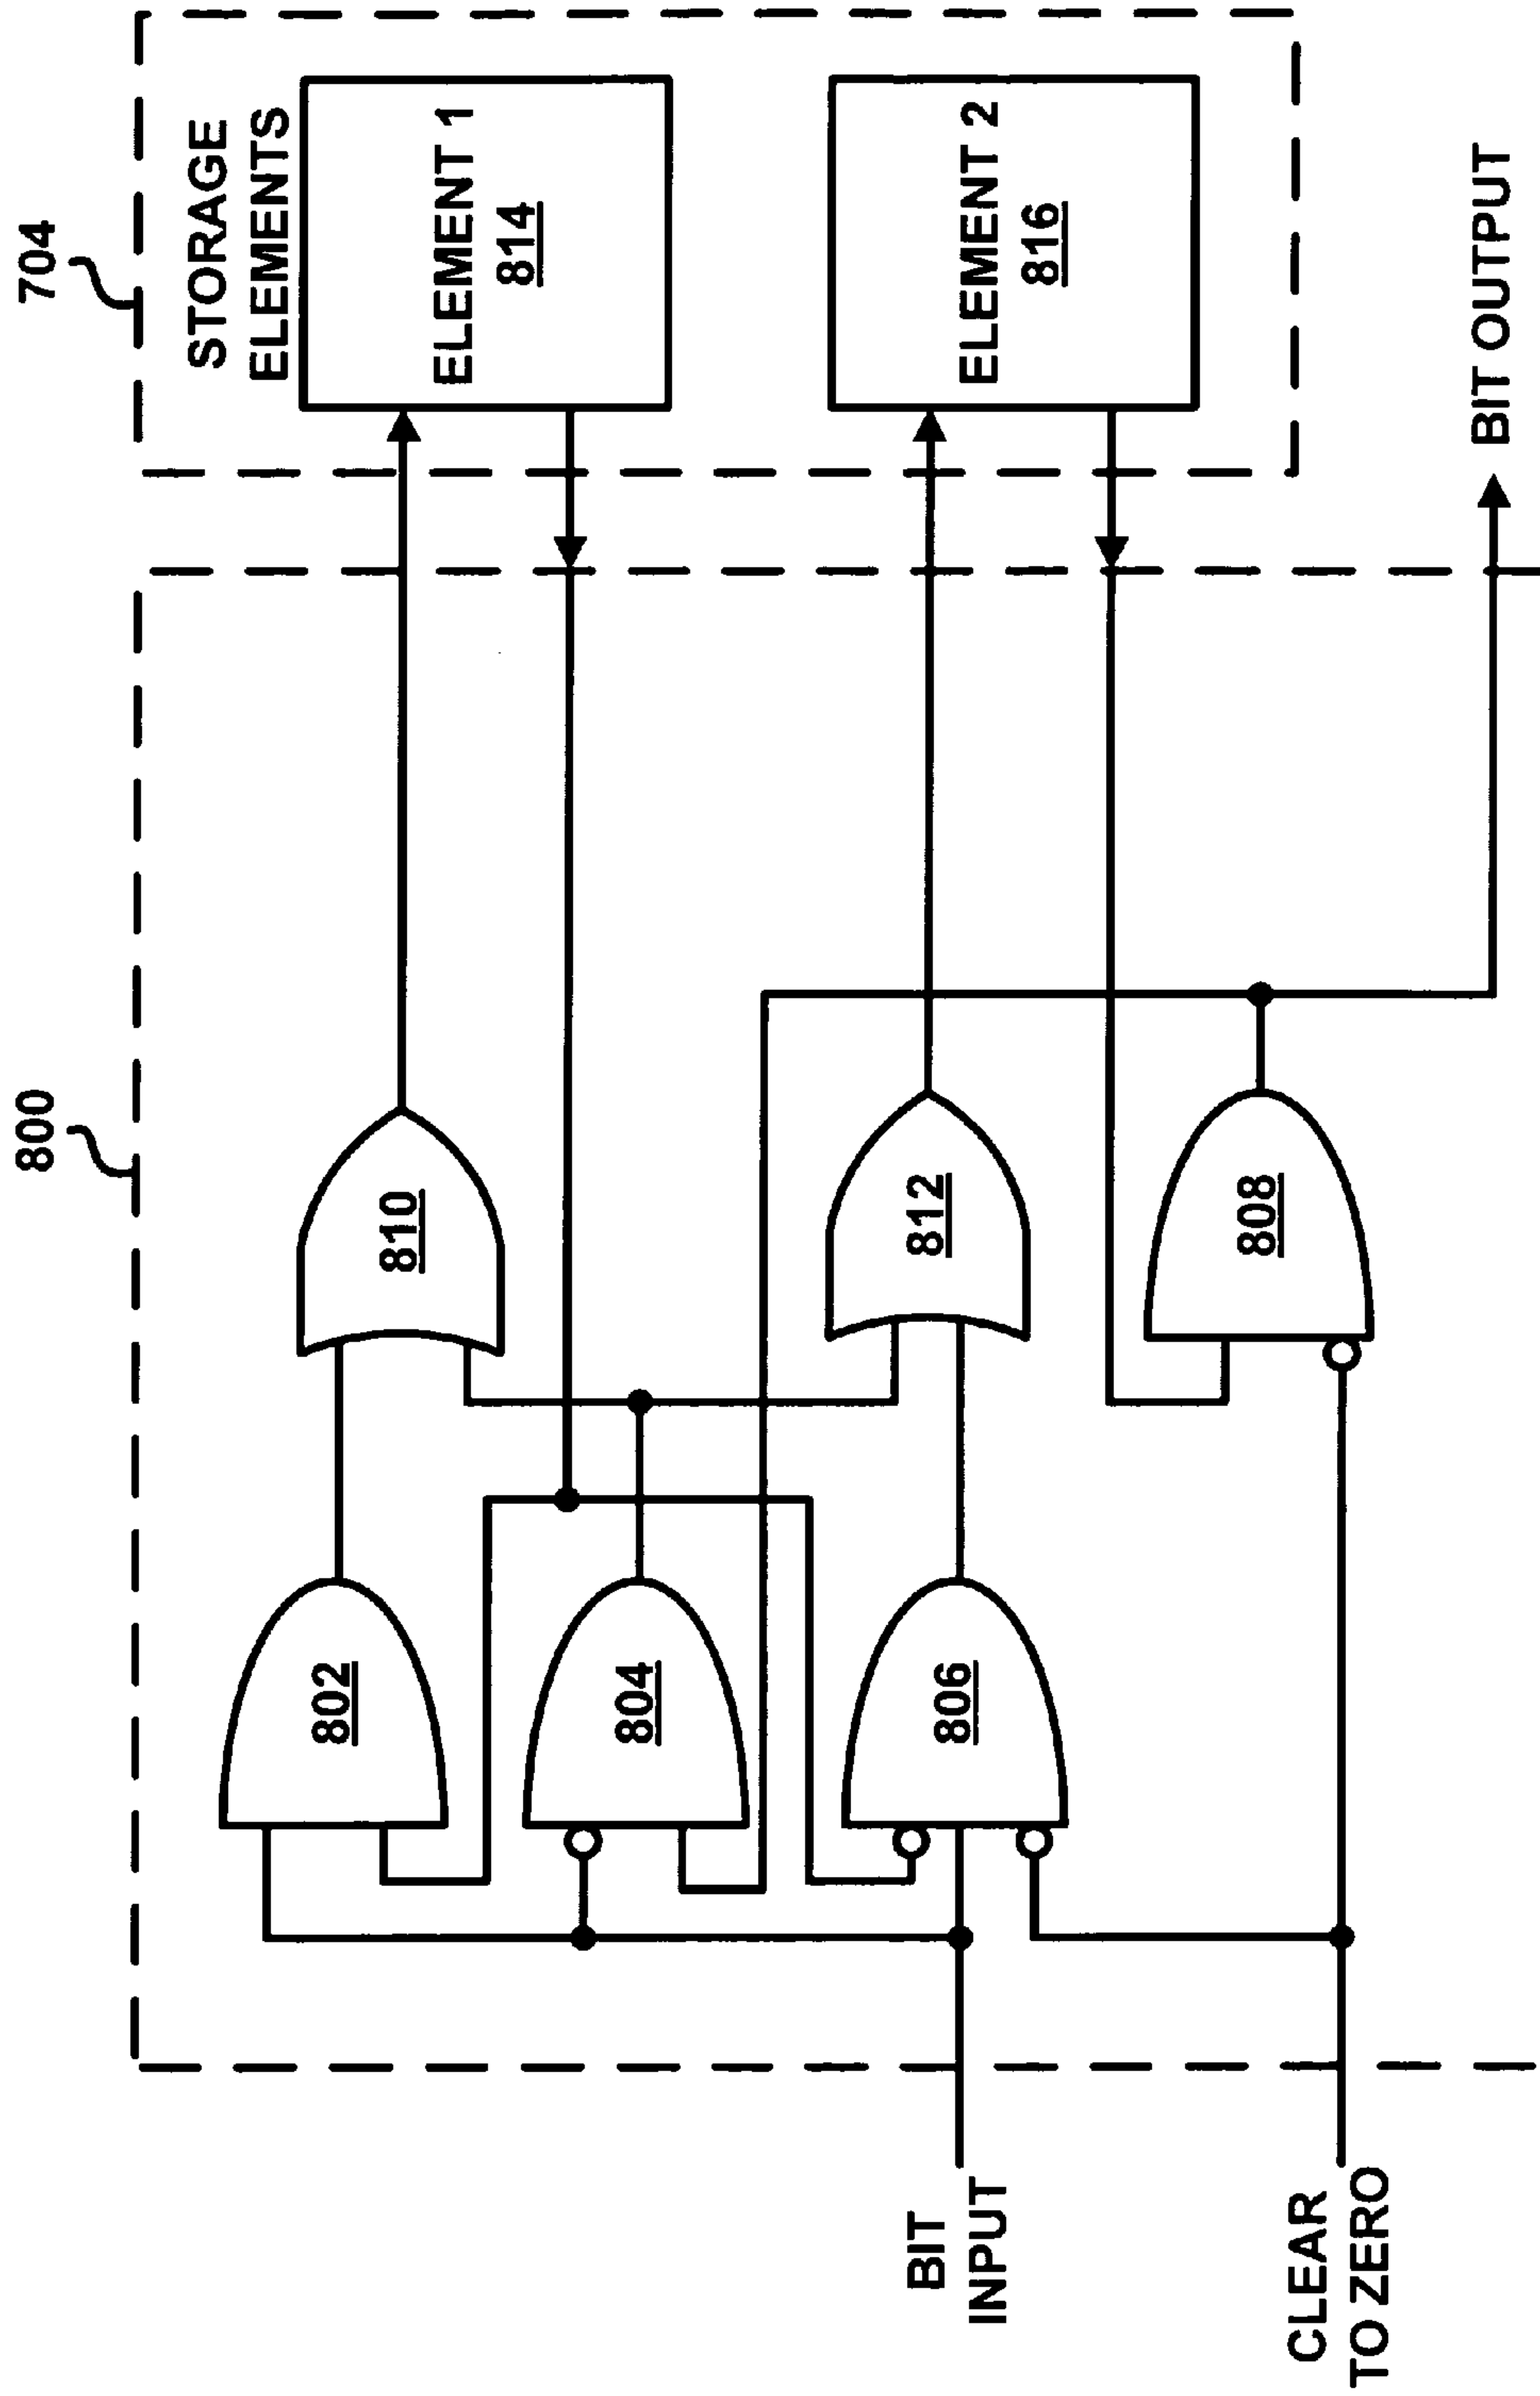 800
704
STORAGE
ELEMENTS
802
810
ELEMENT 1
814
804
806
812
ELEMENT 2
816
808
BIT
INPUT
CLEAR
TO ZERO
BIT OUTPUT